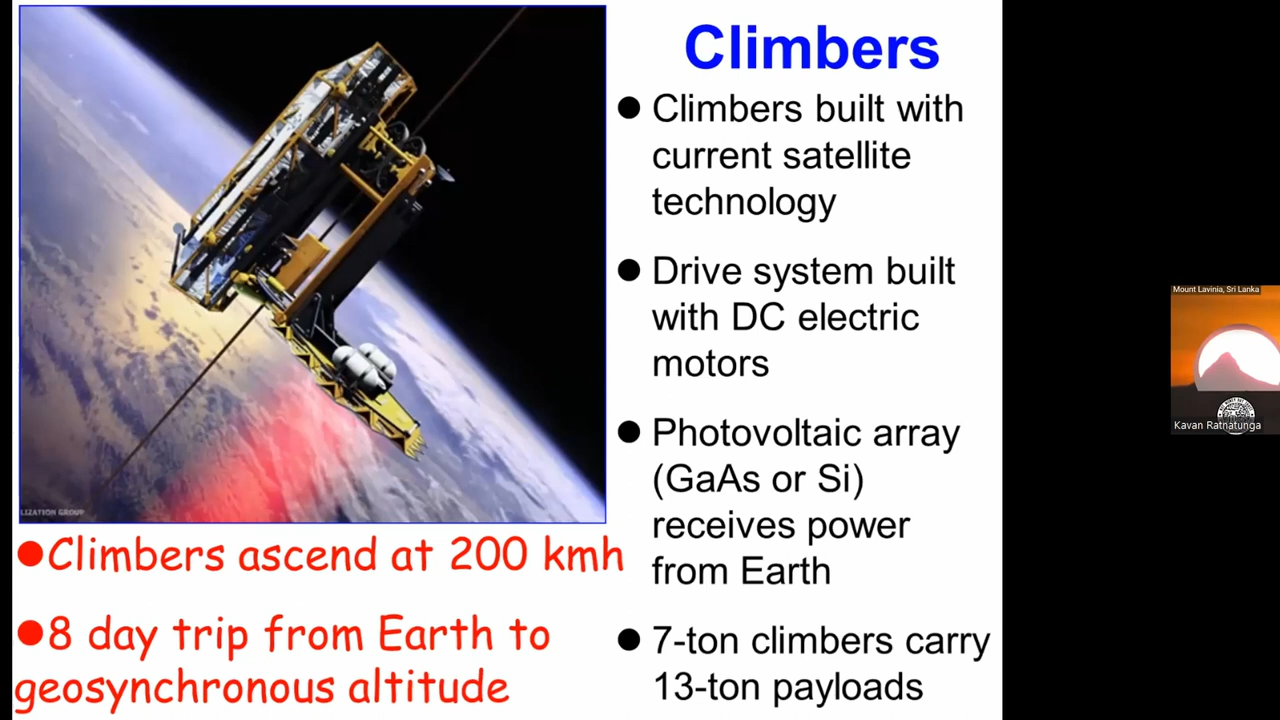 Climbers
● Climbers built with
current satellite
technology
● Drive system built
with DC electric
motors
● Photovoltaic array
(GaAs or Si)
receives power
from Earth
● 7-ton climbers carry
13-ton payloads
LIZATION GROUP
●Climbers ascend at 200 kmh
●8 day trip from Earth to
geosynchronous altitude
Mount Lavinia, Sri Lanka
Kavan Ratnatunga